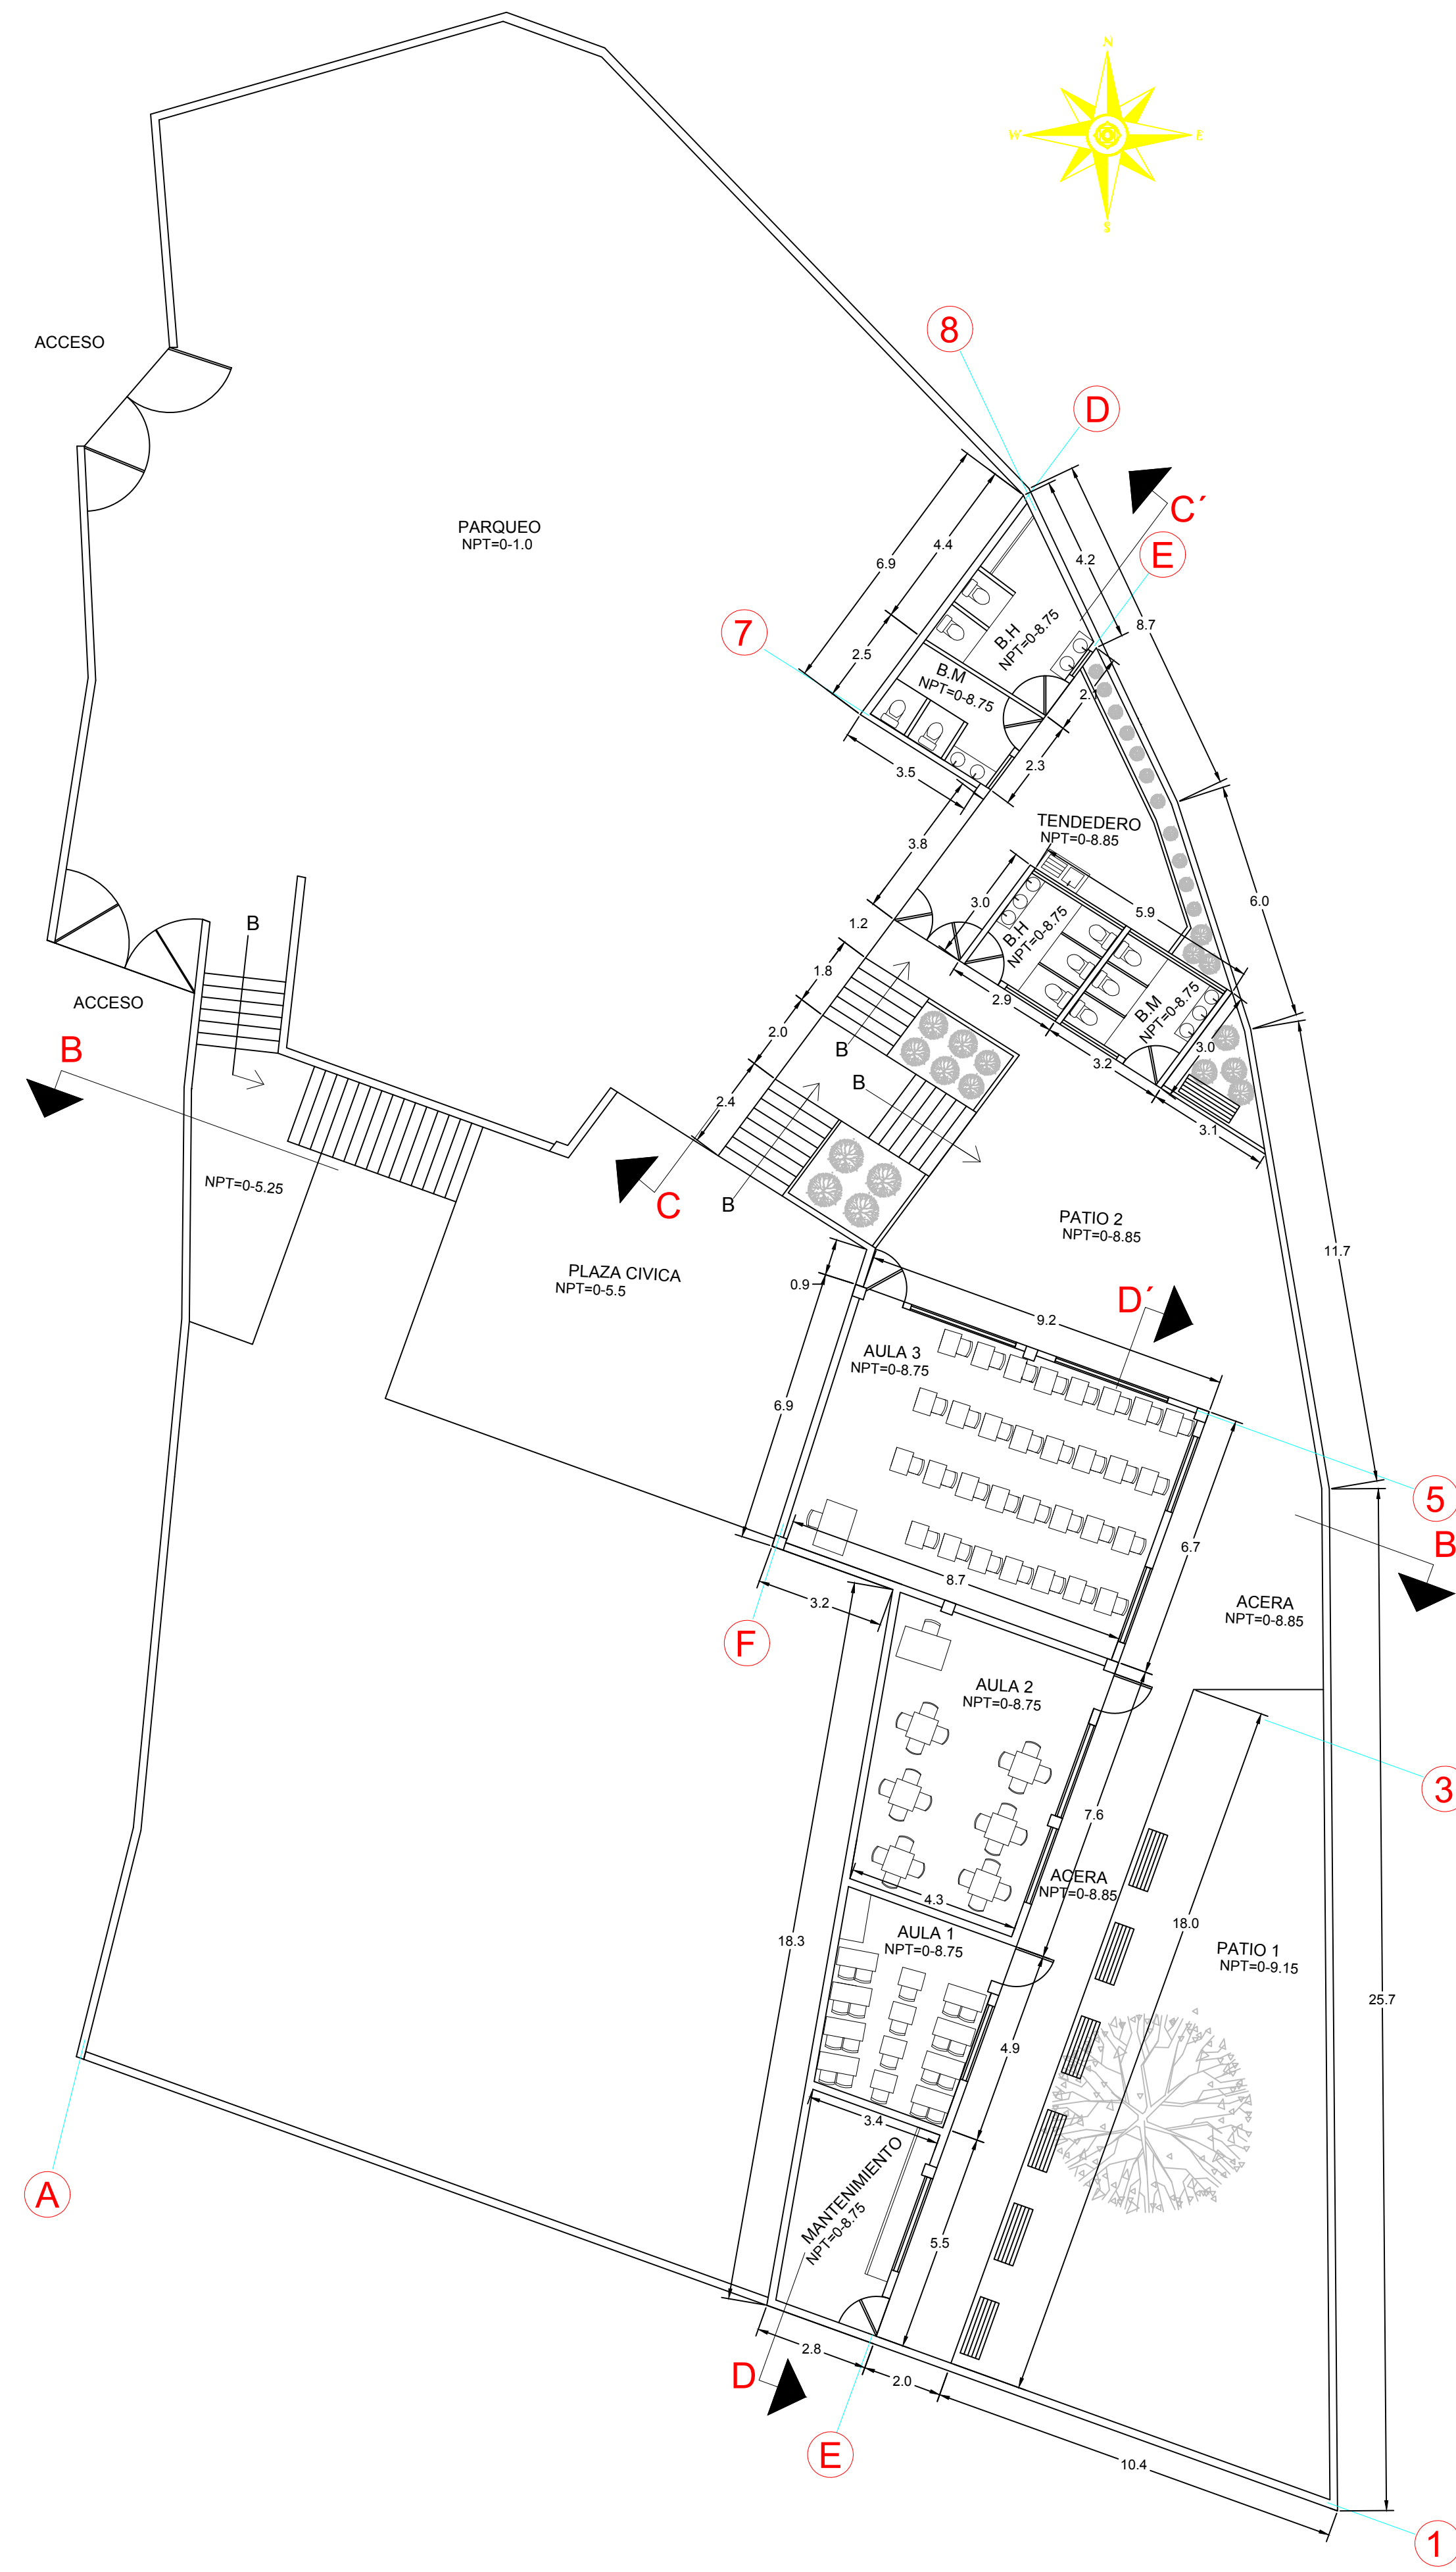 N
W
E
S
8
D
ACCESO
C´
E
PARQUEO
NPT=0-1.0
4.4
6.9
4.2
8.7
7
2.5
B.H
NPT=0-8.75
B.M
NPT=0-8.75
2.1
2.3
3.5
TENDEDERO
NPT=0-8.85
3.8
3.0
5.9
6.0
B
1.2
B.H
NPT=0-8.75
1.8
2.9
B.M
NPT=0-8.75
ACCESO
2.0
B
3.0
B
3.2
B
2.4
3.1
NPT=0-5.25
C
B
PATIO 2
NPT=0-8.85
11.7
PLAZA CIVICA
NPT=0-5.5
0.9
D´
9.2
AULA 3
NPT=0-8.75
6.9
5
6.7
B
8.7
3.2
ACERA
NPT=0-8.85
F
AULA 2
NPT=0-8.75
3
7.6
ACERA
NPT=0-8.85
4.3
18.0
18.3
AULA 1
NPT=0-8.75
PATIO 1
NPT=0-9.15
25.7
4.9
3.4
A
MANTENIMIENTO
NPT=0-8.75
5.5
2.8
D
2.0
E
10.4
1